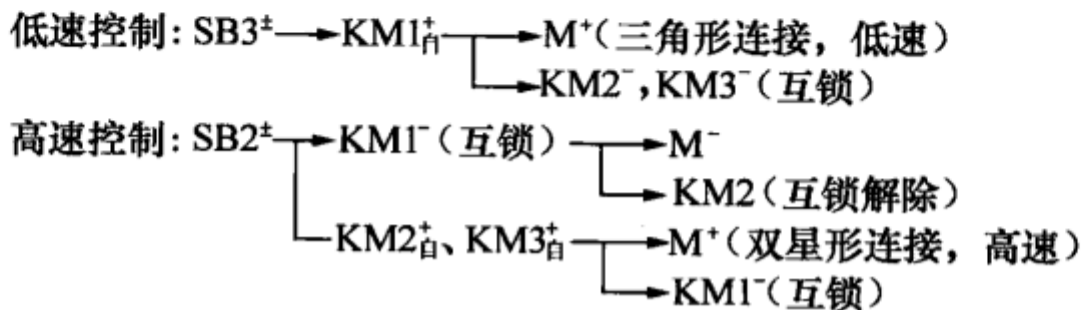 低速控制: SB3± → KM1⁺自 → M⁺(三角形连接, 低速)
→ KM2⁻, KM3⁻(互锁)
高速控制: SB2± → KM1⁻(互锁) → M⁻
→ KM2(互锁解除)
KM2⁺自、KM3⁺自 → M⁺(双星形连接, 高速)
→ KM1⁻(互锁)